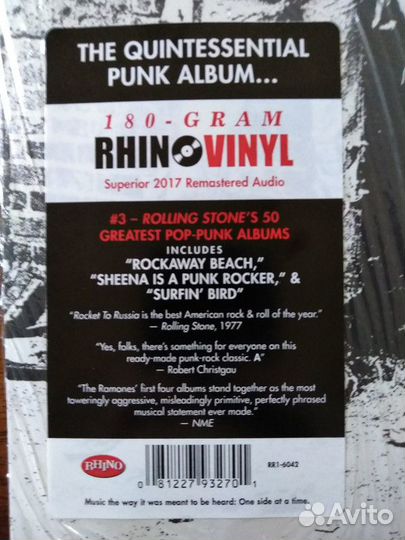 THE QUINTESSENTIAL
PUNK ALBUM...
180-GRAM
RHINO VINYL
Superior 2017 Remastered Audio
#3 – ROLLING STONE'S 50
GREATEST POP-PUNK ALBUMS
INCLUDES
"ROCKAWAY BEACH,"
"SHEENA IS A PUNK ROCKER," &
"SURFIN' BIRD"
"Rocket To Russia is the best American rock & roll of the year."
— Rolling Stone, 1977
"Yes, folks, there's something for everyone on this
ready-made punk-rock classic. A"
— Robert Christgau
"The Ramones' first four albums stand together as the most
toweringly aggressive, misleadingly primitive, perfectly phrased
musical statement ever made."
— NME
RHINO
RR1-6042
0 81227 93270 1
Music the way it was meant to be heard: One side at a time.
Avito